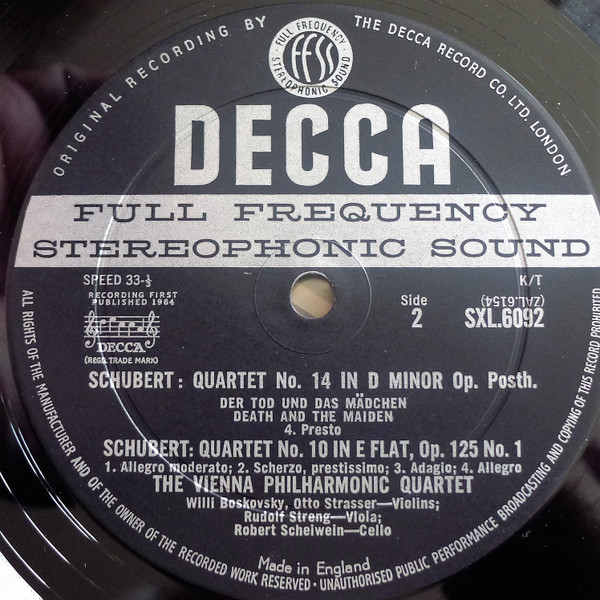 ORIGINAL RECORDING BY THE DECCA RECORD CO. LTD. LONDON
FULL FREQUENCY
ffss
STEREOPHONIC SOUND
DECCA
FULL FREQUENCY
STEREOPHONIC SOUND
SPEED 33-⅓
K/T
RECORDING FIRST
PUBLISHED 1964
(ZAL.6154)
Side
2
SXL.6092
DECCA
(REGD. TRADE MARK)
SCHUBERT: QUARTET No. 14 IN D MINOR Op. Posth.
DER TOD UND DAS MÄDCHEN
DEATH AND THE MAIDEN
4. Presto
SCHUBERT: QUARTET No. 10 IN E FLAT, Op. 125 No. 1
1. Allegro moderato; 2. Scherzo, prestissimo; 3. Adagio; 4. Allegro
THE VIENNA PHILHARMONIC QUARTET
Willi Boskovsky, Otto Strasser—Violins;
Rudolf Streng—Viola;
Robert Scheiwein—Cello
Made in England
ALL RIGHTS OF THE MANUFACTURER AND OF THE OWNER OF THE RECORDED WORK RESERVED · UNAUTHORISED PUBLIC PERFORMANCE BROADCASTING AND COPYING OF THIS RECORD PROHIBITED